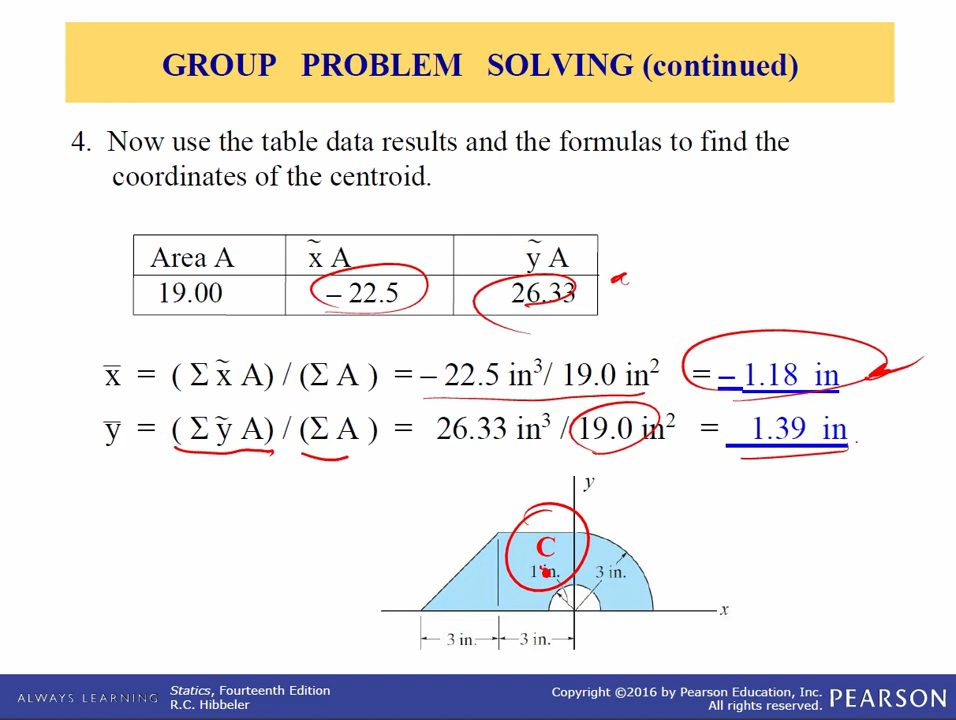 GROUP PROBLEM SOLVING (continued)
4. Now use the table data results and the formulas to find the
coordinates of the centroid.
Area A x̃ A ỹ A
19.00 – 22.5 26.33
x̅ = ( Σ x̃ A) / (Σ A ) = – 22.5 in³/ 19.0 in² = – 1.18 in
y̅ = ( Σ ỹ A) / (Σ A ) = 26.33 in³ / 19.0 in² = 1.39 in.
y
C
1 in. 3 in.
x
3 in. 3 in.
ALWAYS LEARNING
Statics, Fourteenth Edition
R.C. Hibbeler
Copyright ©2016 by Pearson Education, Inc.
All rights reserved.
PEARSON